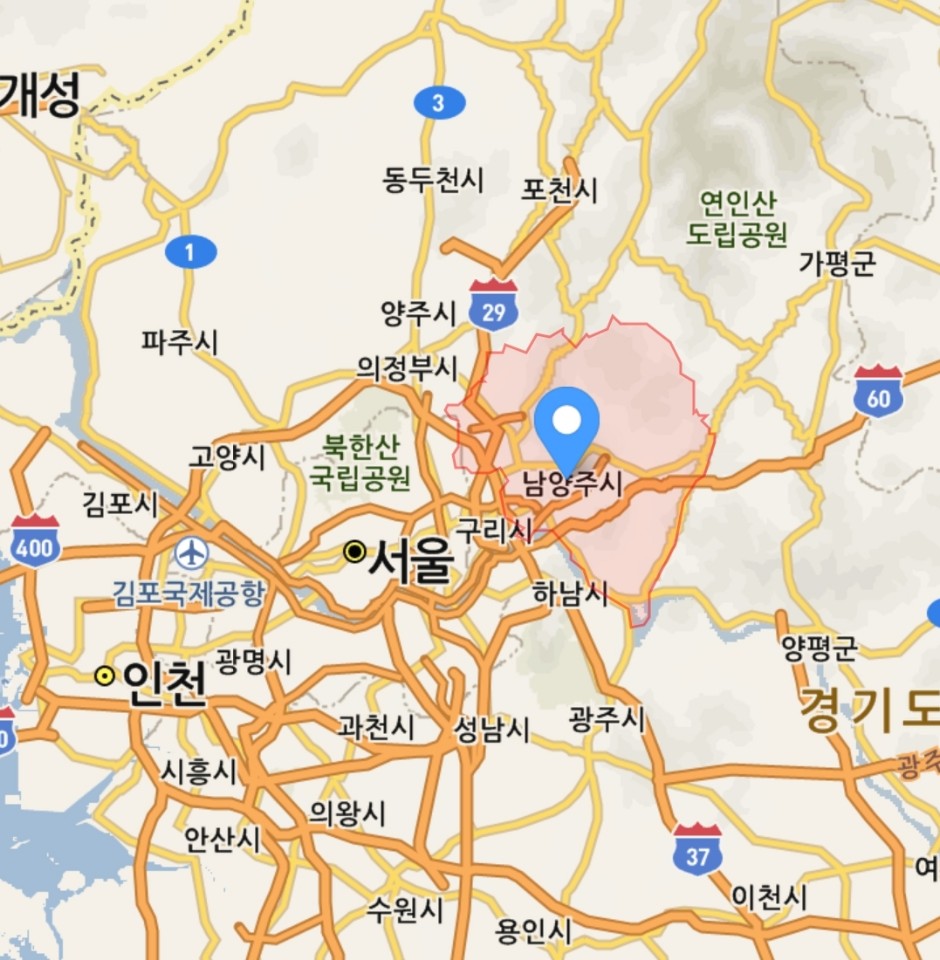 개성
3
동두천시
포천시
연인산
도립공원
1
가평군
29
양주시
파주시
의정부시
60
북한산
국립공원
고양시
남양주시
김포시
400
구리시
서울
김포국제공항
하남시
양평군
광명시
인천
경기도
과천시
성남시
광주시
0
광주
시흥시
의왕시
안산시
37
여
이천시
수원시
용인시